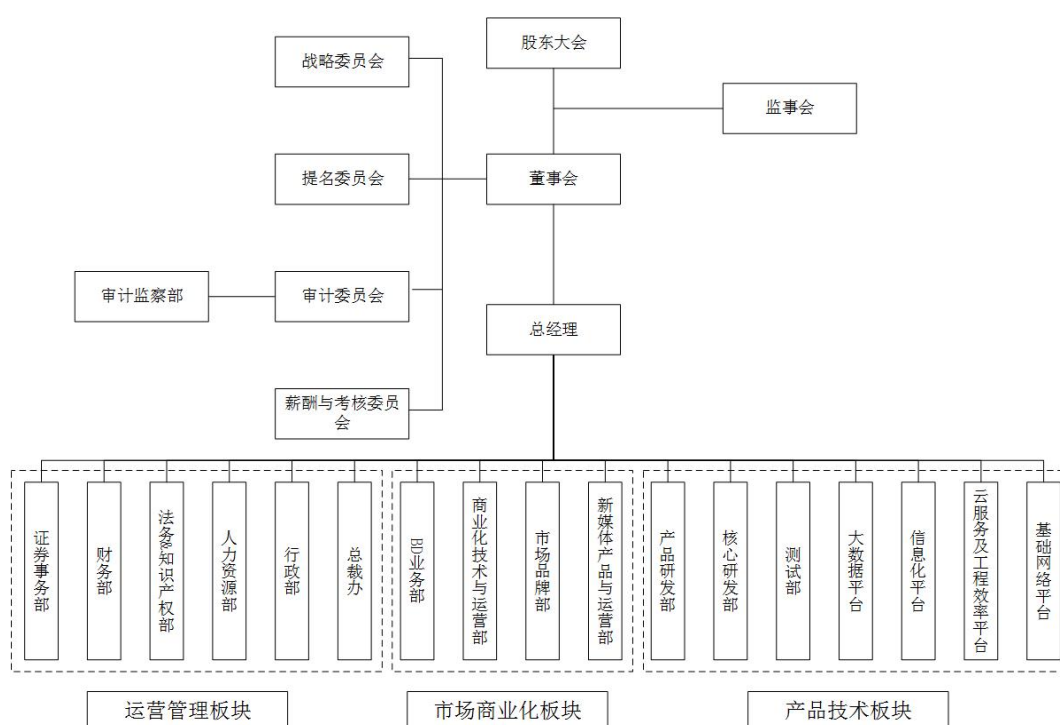 股东大会
战略委员会
监事会
提名委员会
董事会
审计监察部
审计委员会
总经理
薪酬与考核委员
会
证券事务部
财务部
法务&知识产权部
人力资源部
行政部
总裁办
BD业务部
商业化技术与运营部
市场品牌部
新媒体产品与运营部
产品研发部
核心研发部
测试部
大数据平台
信息化平台
云服务及工程效率平台
基础网络平台
运营管理板块
市场商业化板块
产品技术板块